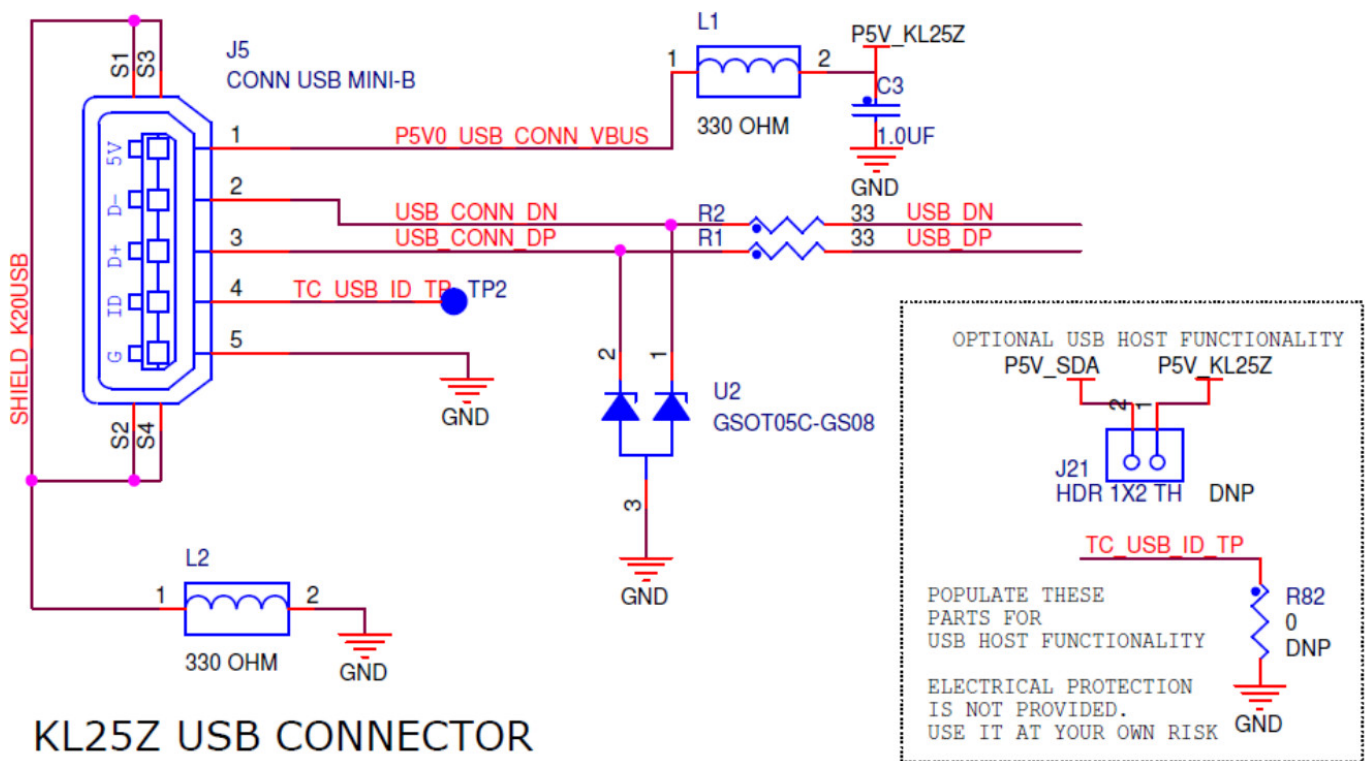 J5
CONN USB MINI-B
S1
S3
5V
D-
D+
ID
G
S2
S4
SHIELD_K20USB
1
2
3
4
5
P5V0_USB_CONN_VBUS
USB_CONN_DN
USB_CONN_DP
TC_USB_ID_TP
TP2
GND
L1
1
2
330 OHM
P5V_KL25Z
C3
1.0UF
GND
R2
33
USB_DN
R1
33
USB_DP
2
1
U2
GSOT05C-GS08
3
GND
L2
1
2
330 OHM
GND
OPTIONAL USB HOST FUNCTIONALITY
P5V_SDA
P5V_KL25Z
2
1
J21
HDR 1X2 TH
DNP
TC_USB_ID_TP
R82
0
DNP
GND
POPULATE THESE
PARTS FOR
USB HOST FUNCTIONALITY
ELECTRICAL PROTECTION
IS NOT PROVIDED.
USE IT AT YOUR OWN RISK
KL25Z USB CONNECTOR